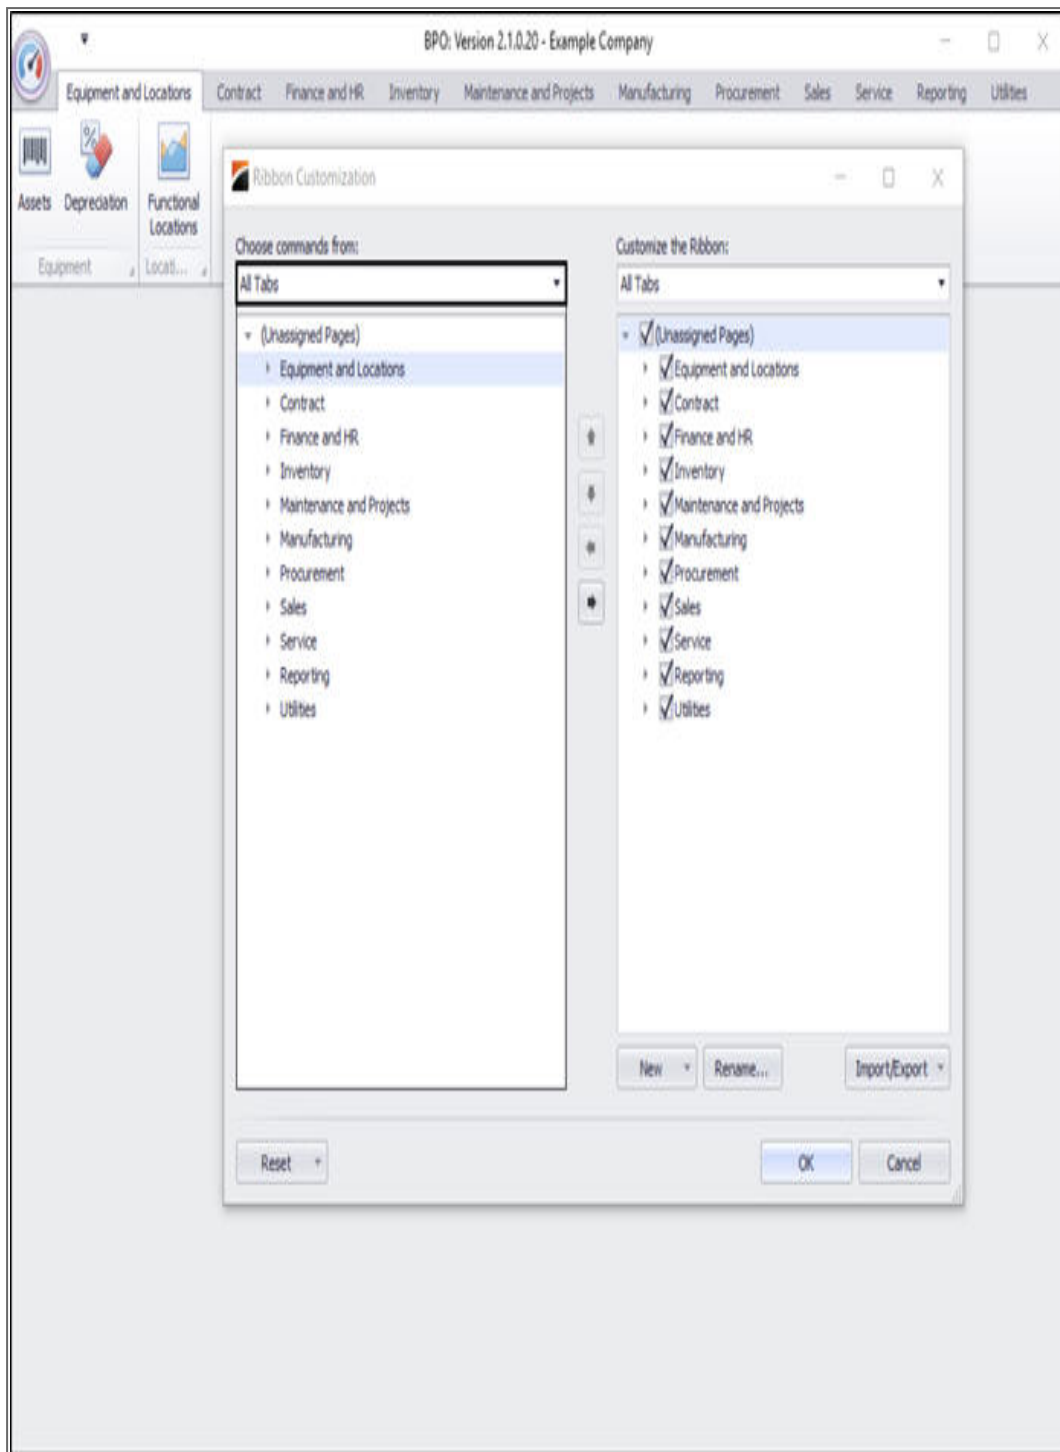 BPO: Version 2.1.0.20 - Example Company
Equipment and Locations Contract Finance and HR Inventory Maintenance and Projects Manufacturing Procurement Sales Service Reporting Utilities
Assets Depreciation Functional Locations
Equipment Locati...
Ribbon Customization
Choose commands from:
All Tabs
(Unassigned Pages)
Equipment and Locations
Contract
Finance and HR
Inventory
Maintenance and Projects
Manufacturing
Procurement
Sales
Service
Reporting
Utilities
Customize the Ribbon:
All Tabs
(Unassigned Pages)
Equipment and Locations
Contract
Finance and HR
Inventory
Maintenance and Projects
Manufacturing
Procurement
Sales
Service
Reporting
Utilities
New Rename... Import/Export
Reset OK Cancel